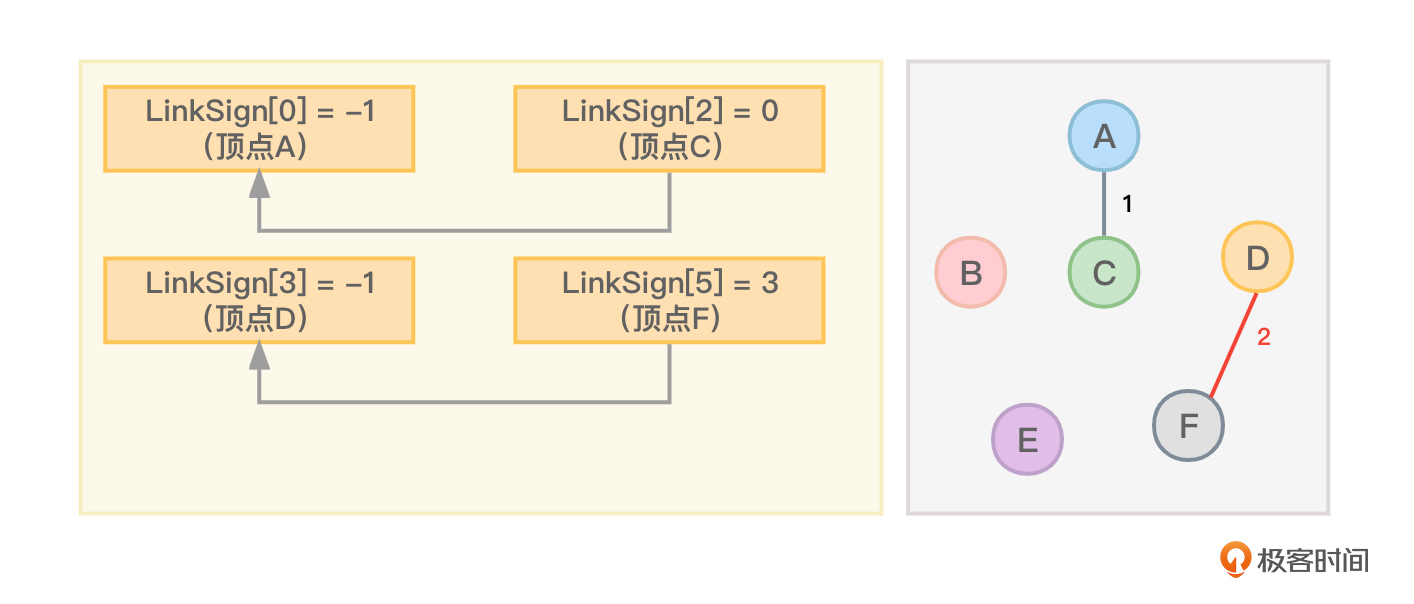 LinkSign[0] = –1
（顶点A）
LinkSign[2] = 0
（顶点C）
LinkSign[3] = –1
（顶点D）
LinkSign[5] = 3
（顶点F）
A
1
B
C
D
2
E
F
极客时间